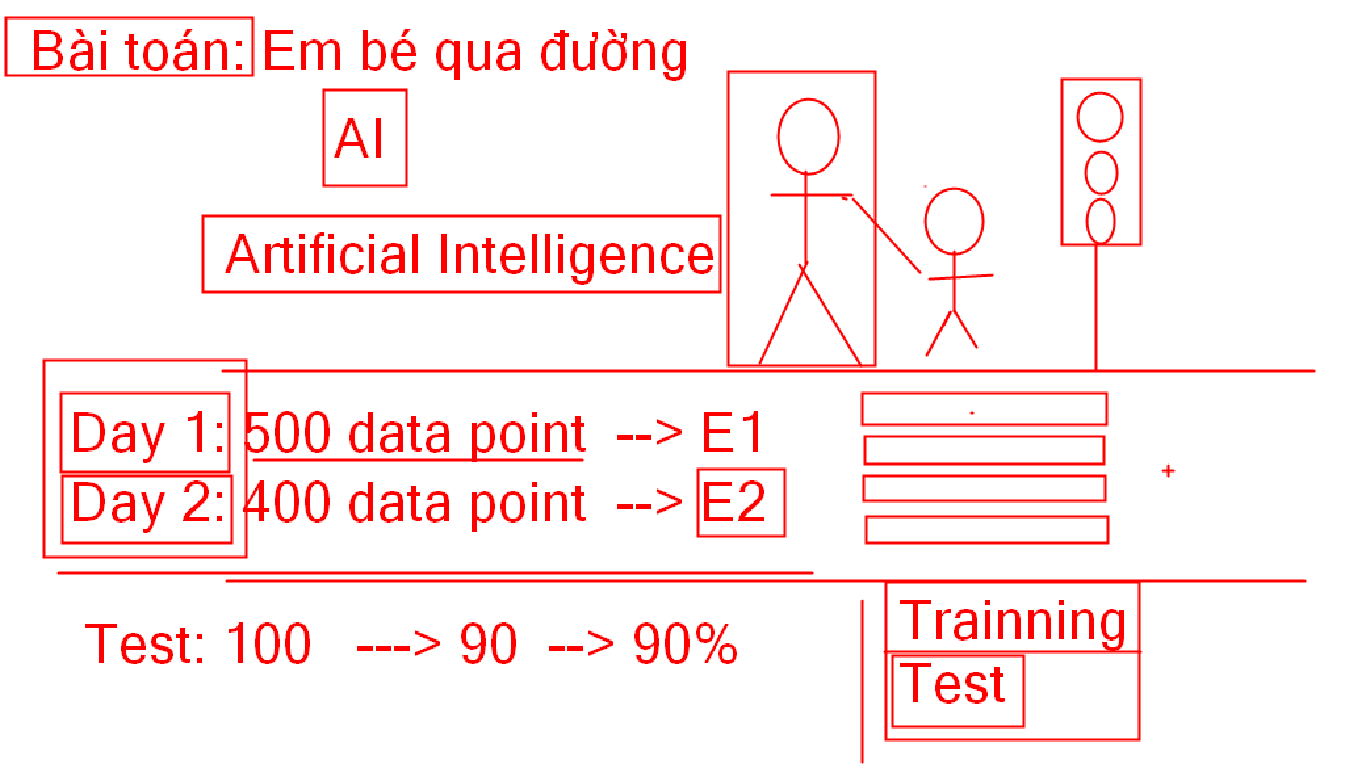 Bài toán: Em bé qua đường
AI
Artificial Intelligence
Day 1: 500 data point --> E1
Day 2: 400 data point --> E2
Test: 100 ---> 90 --> 90%
Trainning
Test